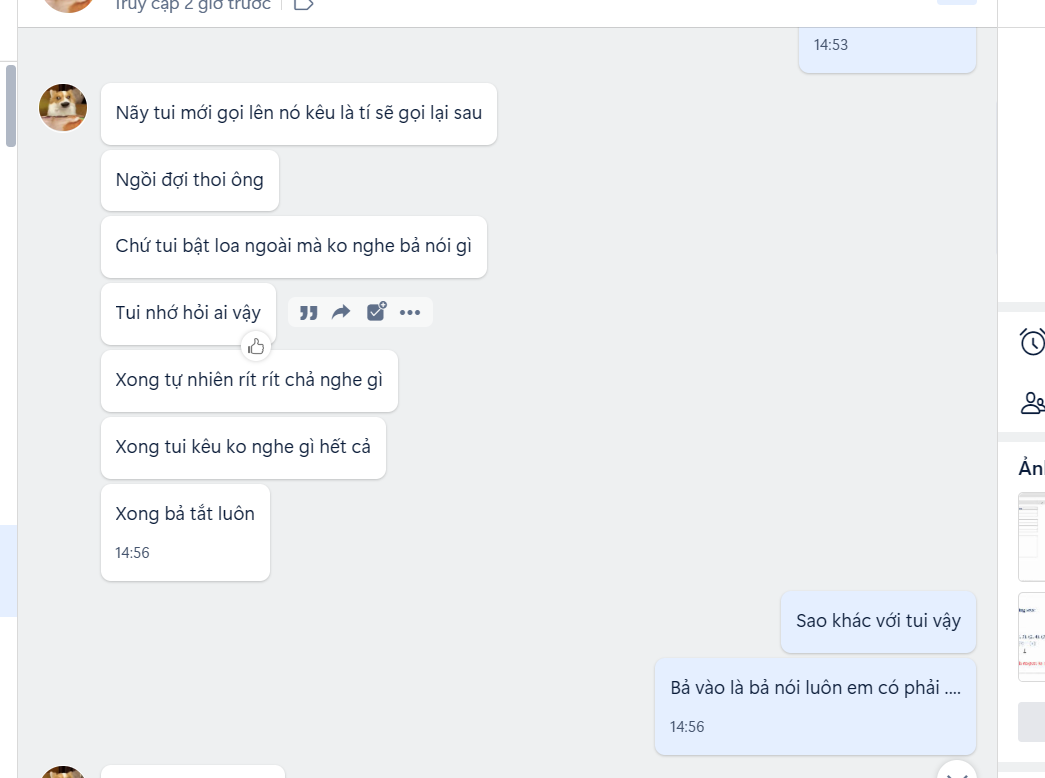 Truy cập 2 giờ trước
14:53
Nãy tui mới gọi lên nó kêu là tí sẽ gọi lại sau
Ngồi đợi thoi ông
Chứ tui bật loa ngoài mà ko nghe bả nói gì
Tui nhớ hỏi ai vậy
Xong tự nhiên rít rít chả nghe gì
Xong tui kêu ko nghe gì hết cả
Xong bả tắt luôn
14:56
Sao khác với tui vậy
Bả vào là bả nói luôn em có phải ....
14:56